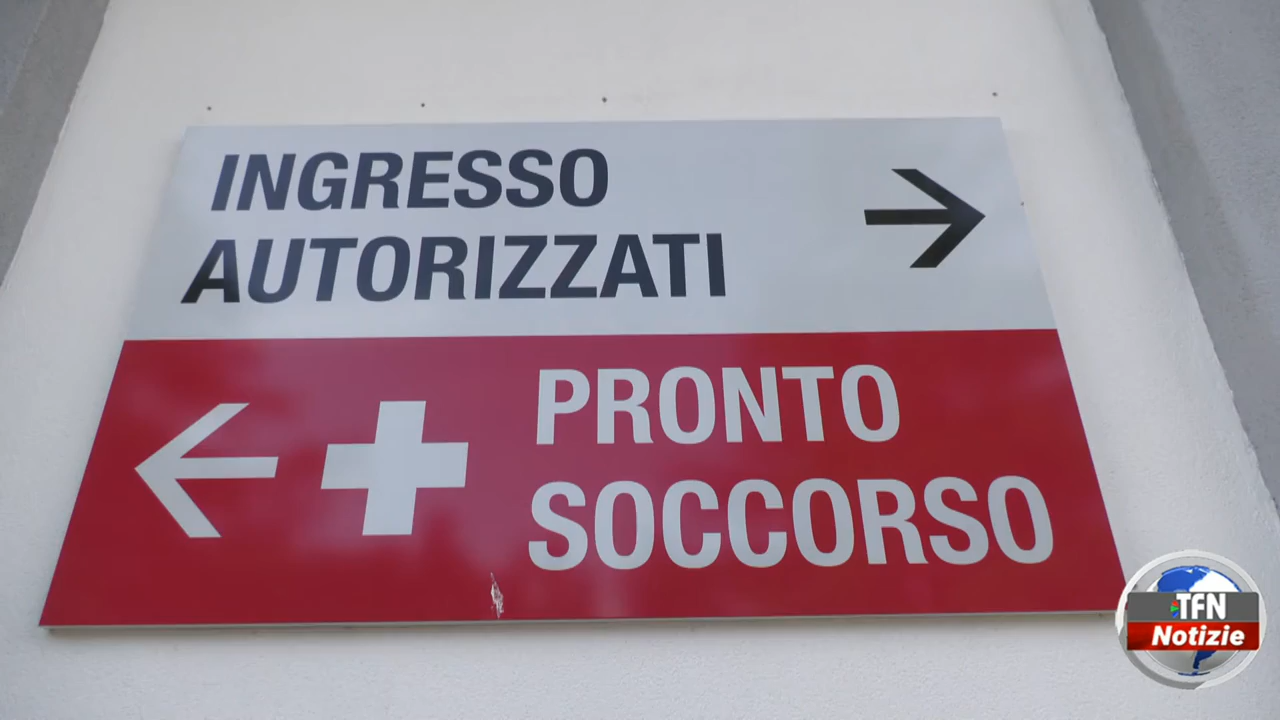 INGRESSO
AUTORIZZATI
PRONTO
SOCCORSO
TFN
Notizie